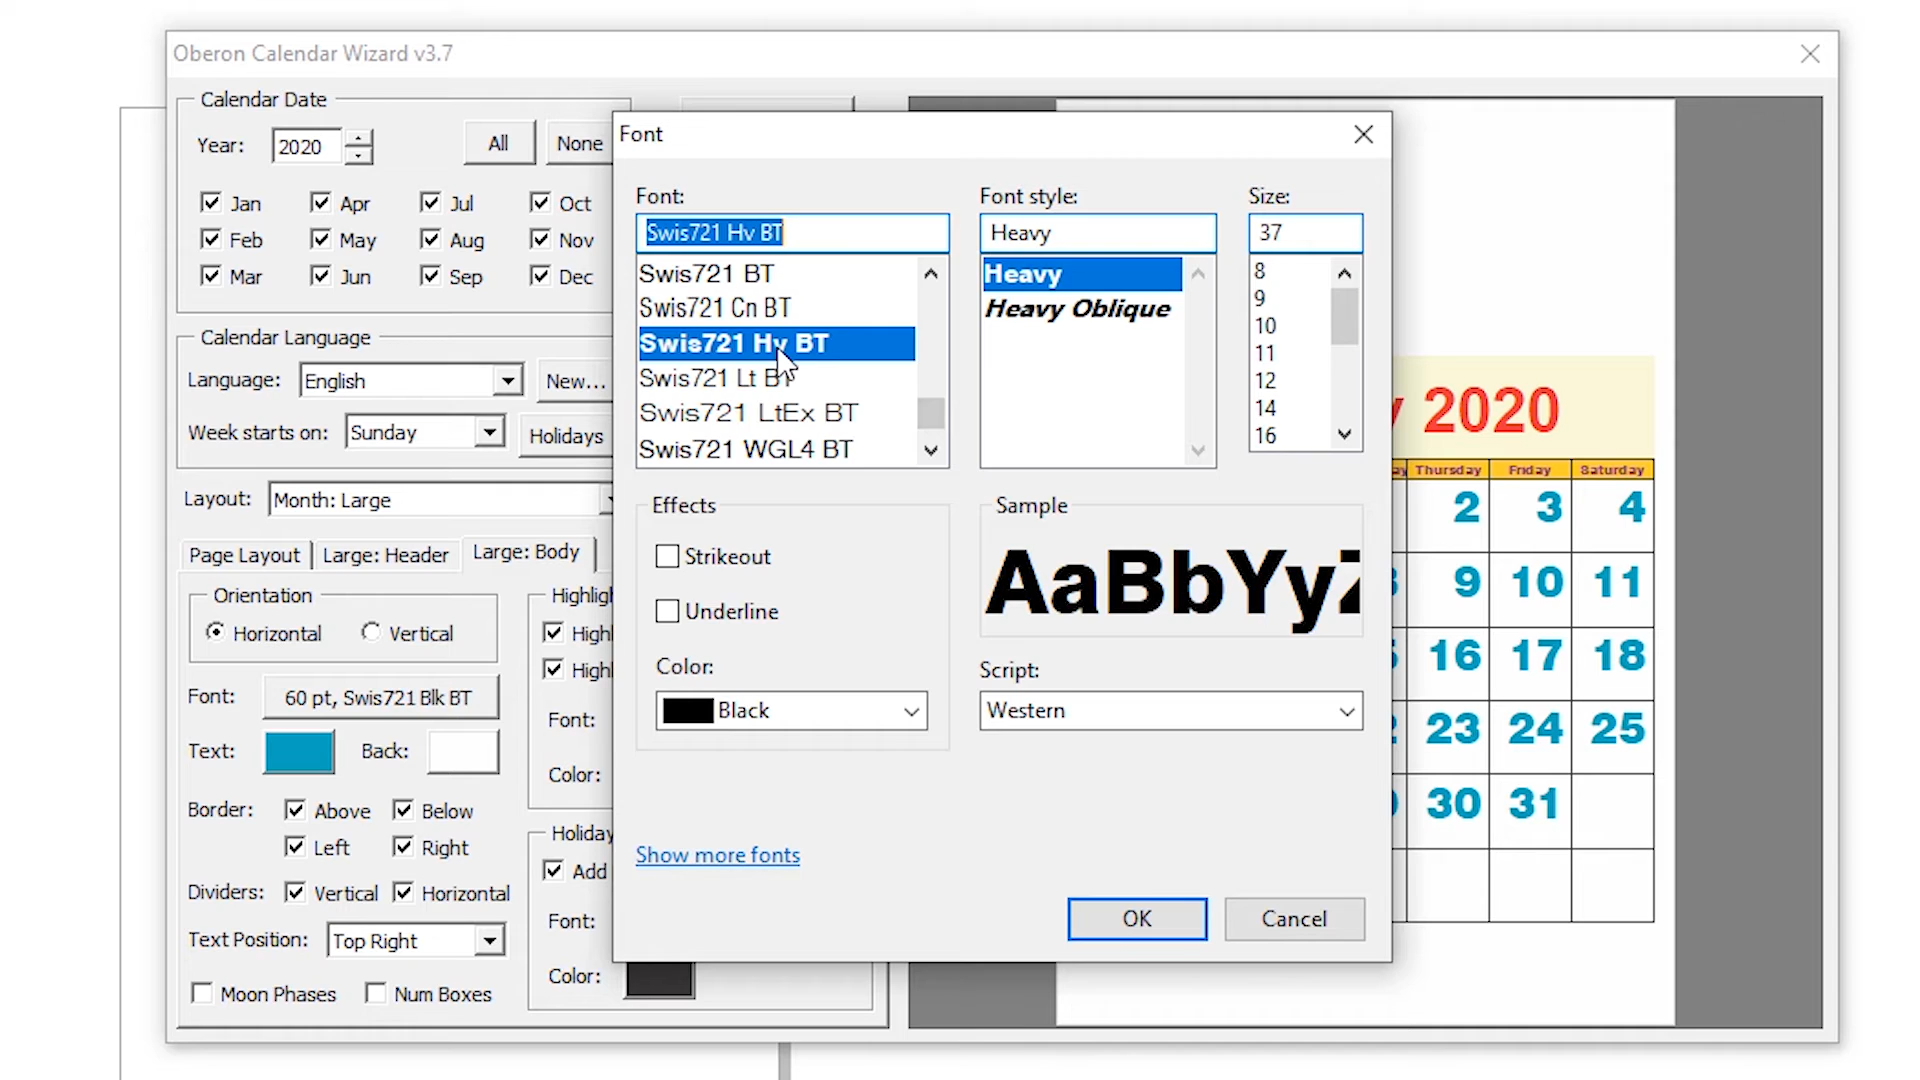 Oberon Calendar Wizard v3.7
Calendar Date
Year: 2020 All None
Jan Apr Jul Oct
Feb May Aug Nov
Mar Jun Sep Dec
Calendar Language
Language: English New...
Week starts on: Sunday Holidays
Layout: Month: Large
Page Layout Large: Header Large: Body
Orientation
Horizontal Vertical
Font: 60 pt, Swis721 Blk BT
Text: Back:
Border: Above Below
Left Right
Dividers: Vertical Horizontal
Text Position: Top Right
Moon Phases Num Boxes
Font:
Color:
Add
Font:
Color:
Font
Font: Font style: Size:
Swis721 Hv BT Heavy 37
Swis721 BT
Swis721 Cn BT
Swis721 Hv BT
Swis721 Lt BT
Swis721 LtEx BT
Swis721 WGL4 BT
Heavy
Heavy Oblique
8
9
10
11
12
14
16
Effects
Strikeout
Underline
Color:
Black
Sample
AaBbYy
Script:
Western
Show more fonts
OK Cancel
2020
Thursday Friday Saturday
2 3 4
9 10 11
16 17 18
23 24 25
30 31